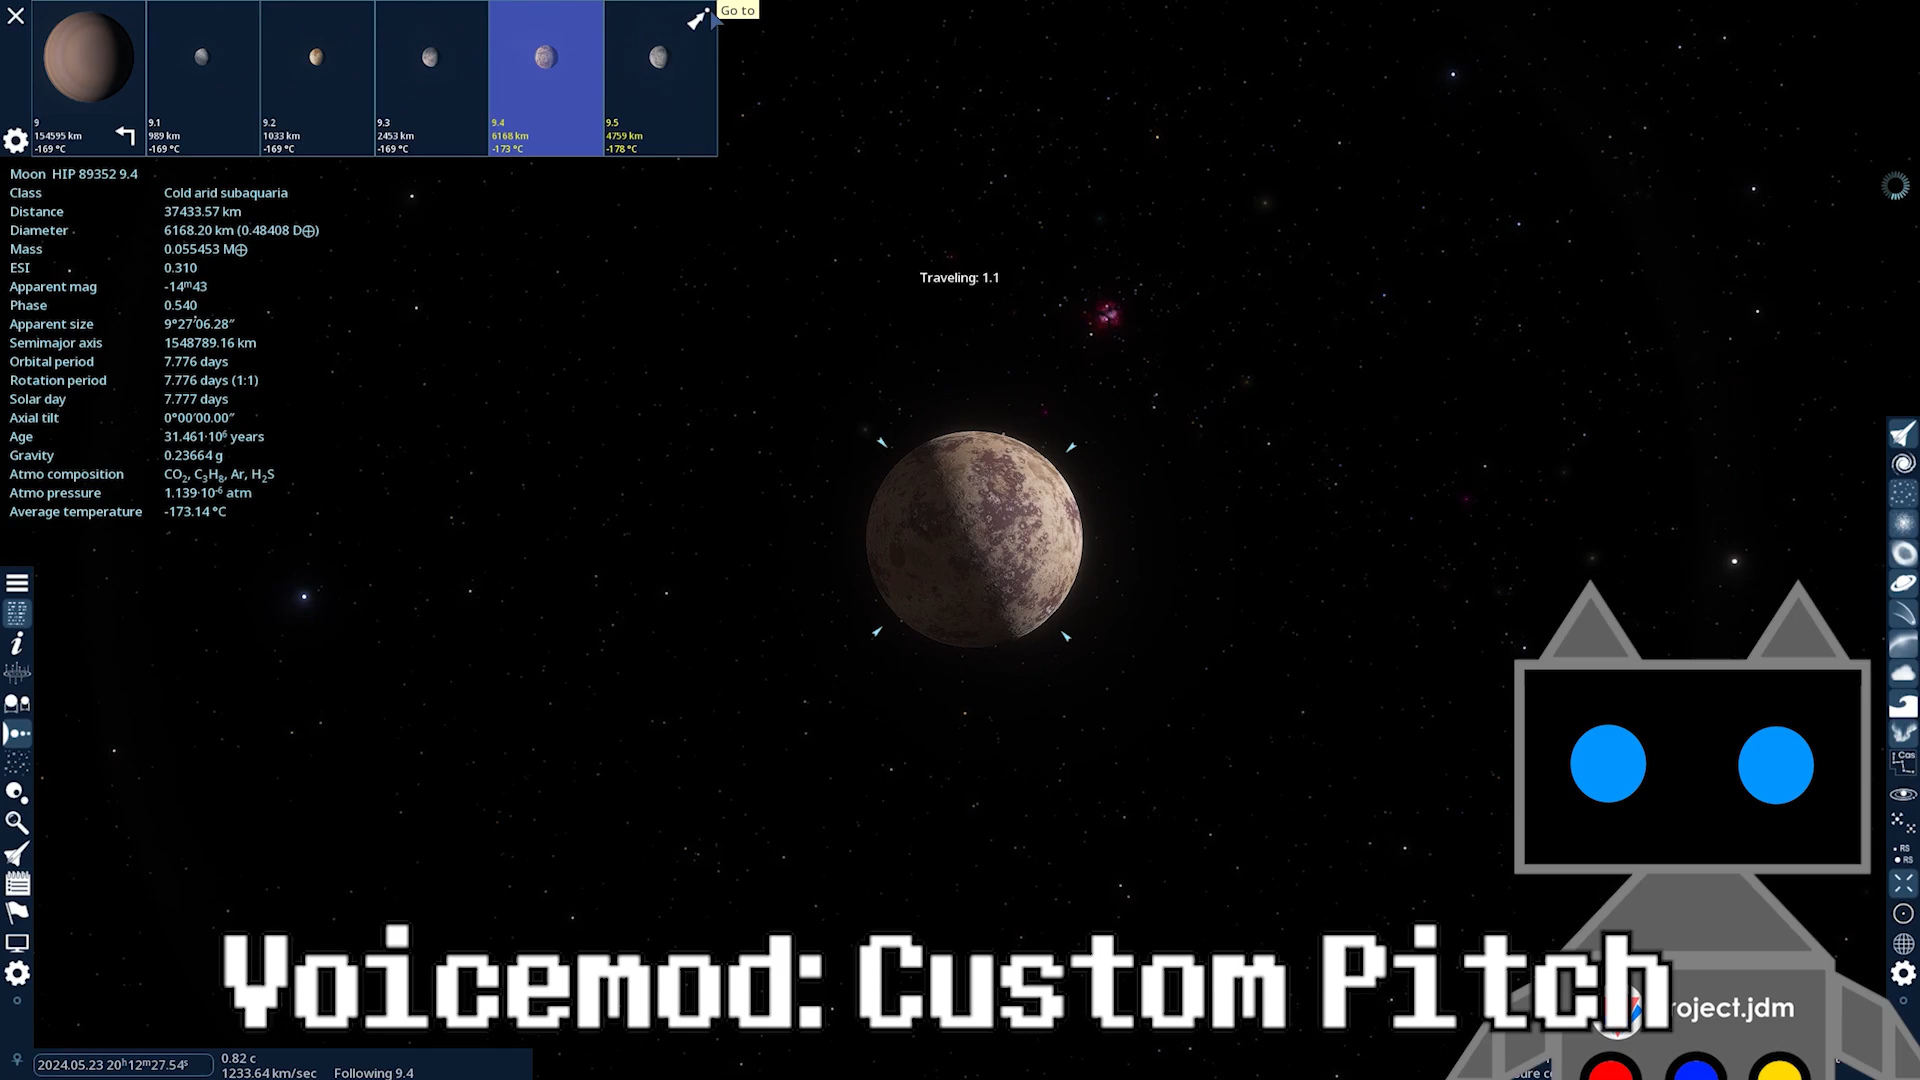 Go to
9
154595 km
-169 °C
9.1
989 km
-169 °C
9.2
1033 km
-169 °C
9.3
2453 km
-169 °C
9.4
6168 km
-173 °C
9.5
4759 km
-178 °C
Moon HIP 89352 9.4
Class Cold arid subaquaria
Distance 37433.57 km
Diameter 6168.20 km (0.48408 D⊕)
Mass 0.055453 M⊕
ESI 0.310
Apparent mag -14ᵐ43
Phase 0.540
Apparent size 9°27′06.28″
Semimajor axis 1548789.16 km
Orbital period 7.776 days
Rotation period 7.776 days (1:1)
Solar day 7.777 days
Axial tilt 0°00′00.00″
Age 31.461·10⁶ years
Gravity 0.23664 g
Atmo composition CO₂, C₃H₈, Ar, H₂S
Atmo pressure 1.139·10⁻⁶ atm
Average temperature -173.14 °C
Traveling: 1.1
Cas
RS
RS
Voicemod: Custom Pitch
roject.jdm
2024.05.23 20ʰ12ᵐ27.54ˢ
0.82 c
1233.64 km/sec Following 9.4